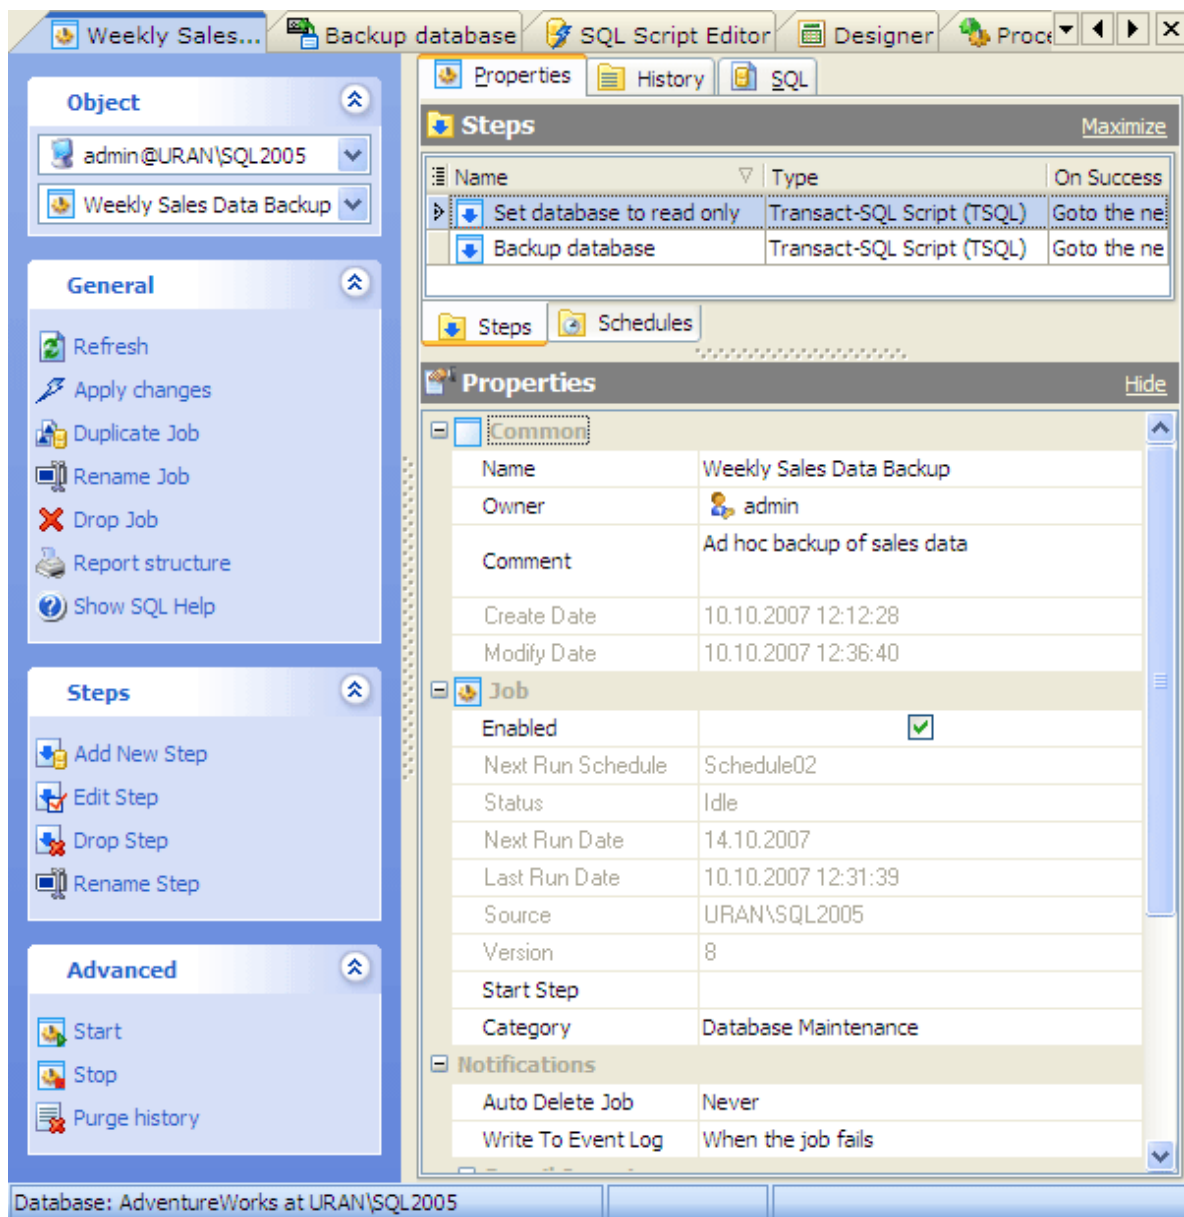 Weekly Sales... Backup database SQL Script Editor Designer Proce
Object
admin@URAN\SQL2005
Weekly Sales Data Backup
General
Refresh
Apply changes
Duplicate Job
Rename Job
Drop Job
Report structure
Show SQL Help
Steps
Add New Step
Edit Step
Drop Step
Rename Step
Advanced
Start
Stop
Purge history
Properties History SQL
Steps Maximize
Name Type On Success
Set database to read only Transact-SQL Script (TSQL) Goto the ne
Backup database Transact-SQL Script (TSQL) Goto the ne
Steps Schedules
Properties Hide
Common
Name Weekly Sales Data Backup
Owner admin
Comment Ad hoc backup of sales data
Create Date 10.10.2007 12:12:28
Modify Date 10.10.2007 12:36:40
Job
Enabled
Next Run Schedule Schedule02
Status Idle
Next Run Date 14.10.2007
Last Run Date 10.10.2007 12:31:39
Source URAN\SQL2005
Version 8
Start Step
Category Database Maintenance
Notifications
Auto Delete Job Never
Write To Event Log When the job fails
Database: AdventureWorks at URAN\SQL2005